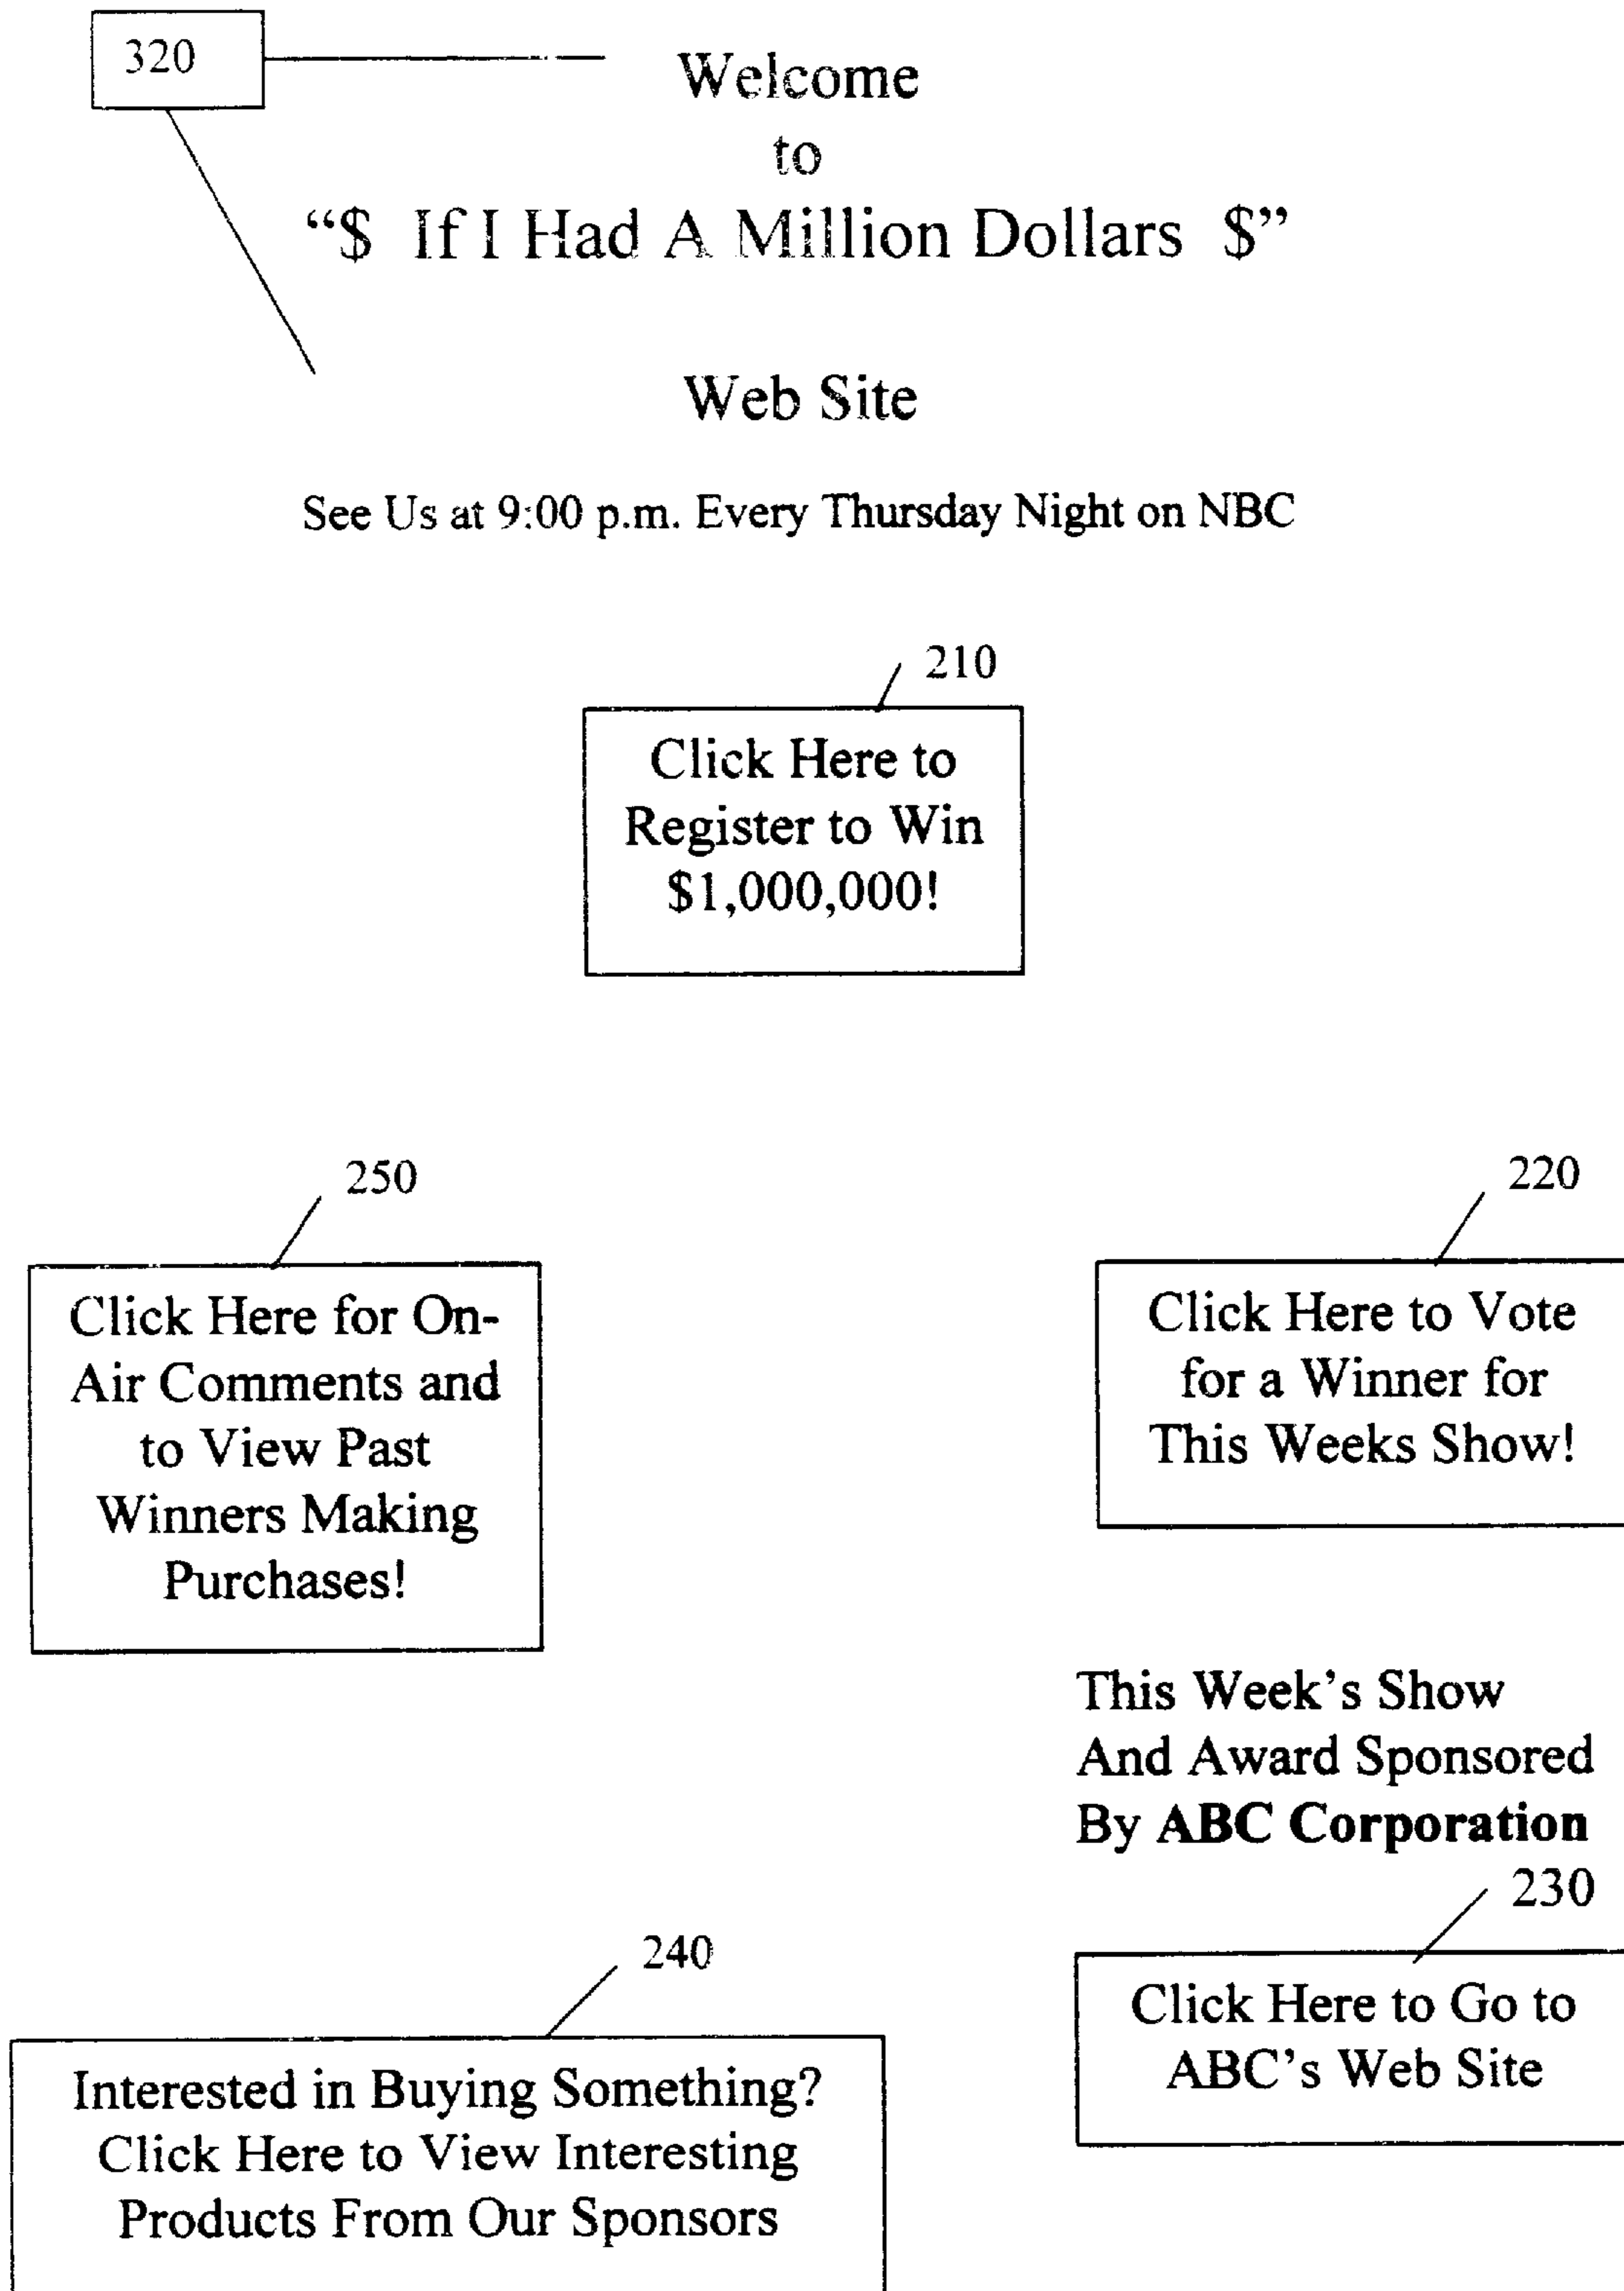 320
Welcome
to
“$ If I Had A Million Dollars $”
Web Site
See Us at 9:00 p.m. Every Thursday Night on NBC
210
Click Here to
Register to Win
$1,000,000!
250
Click Here for On-
Air Comments and
to View Past
Winners Making
Purchases!
220
Click Here to Vote
for a Winner for
This Weeks Show!
This Week’s Show
And Award Sponsored
By ABC Corporation
230
Click Here to Go to
ABC’s Web Site
240
Interested in Buying Something?
Click Here to View Interesting
Products From Our Sponsors